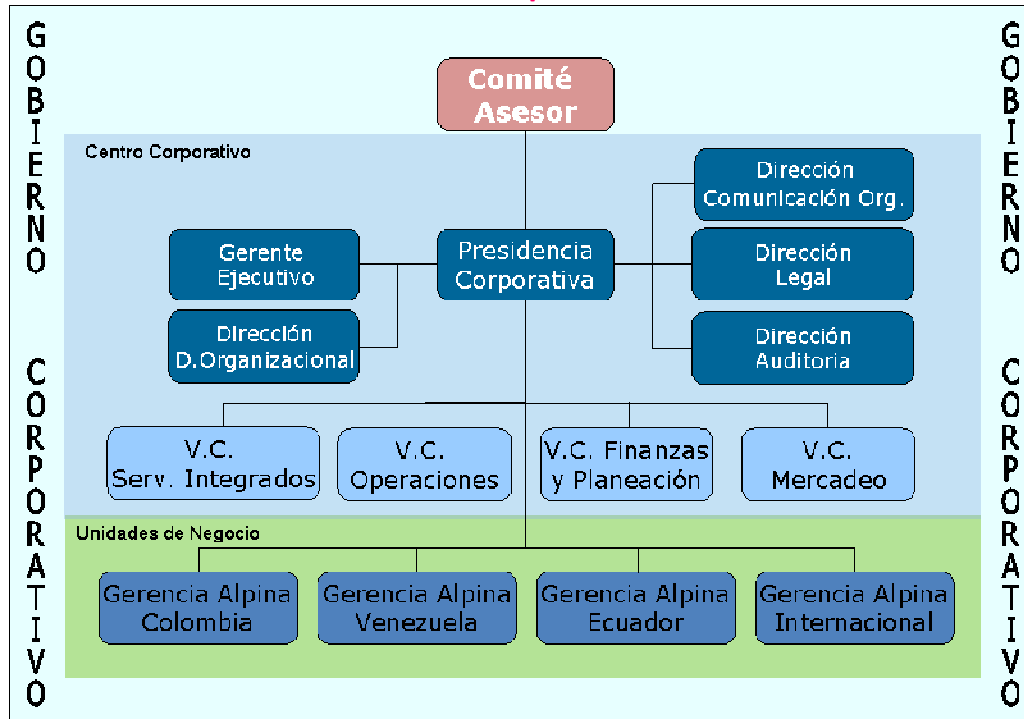 GOBIERNO CORPORATIVO
Comité
Asesor
Centro Corporativo
Dirección
Comunicación Org.
Gerente
Ejecutivo
Presidencia
Corporativa
Dirección
Legal
Dirección
D.Organizacional
Dirección
Auditoria
V.C.
Serv. Integrados
V.C.
Operaciones
V.C. Finanzas
y Planeación
V.C.
Mercadeo
Unidades de Negocio
Gerencia Alpina
Colombia
Gerencia Alpina
Venezuela
Gerencia Alpina
Ecuador
Gerencia Alpina
Internacional
GOBIERNO CORPORATIVO